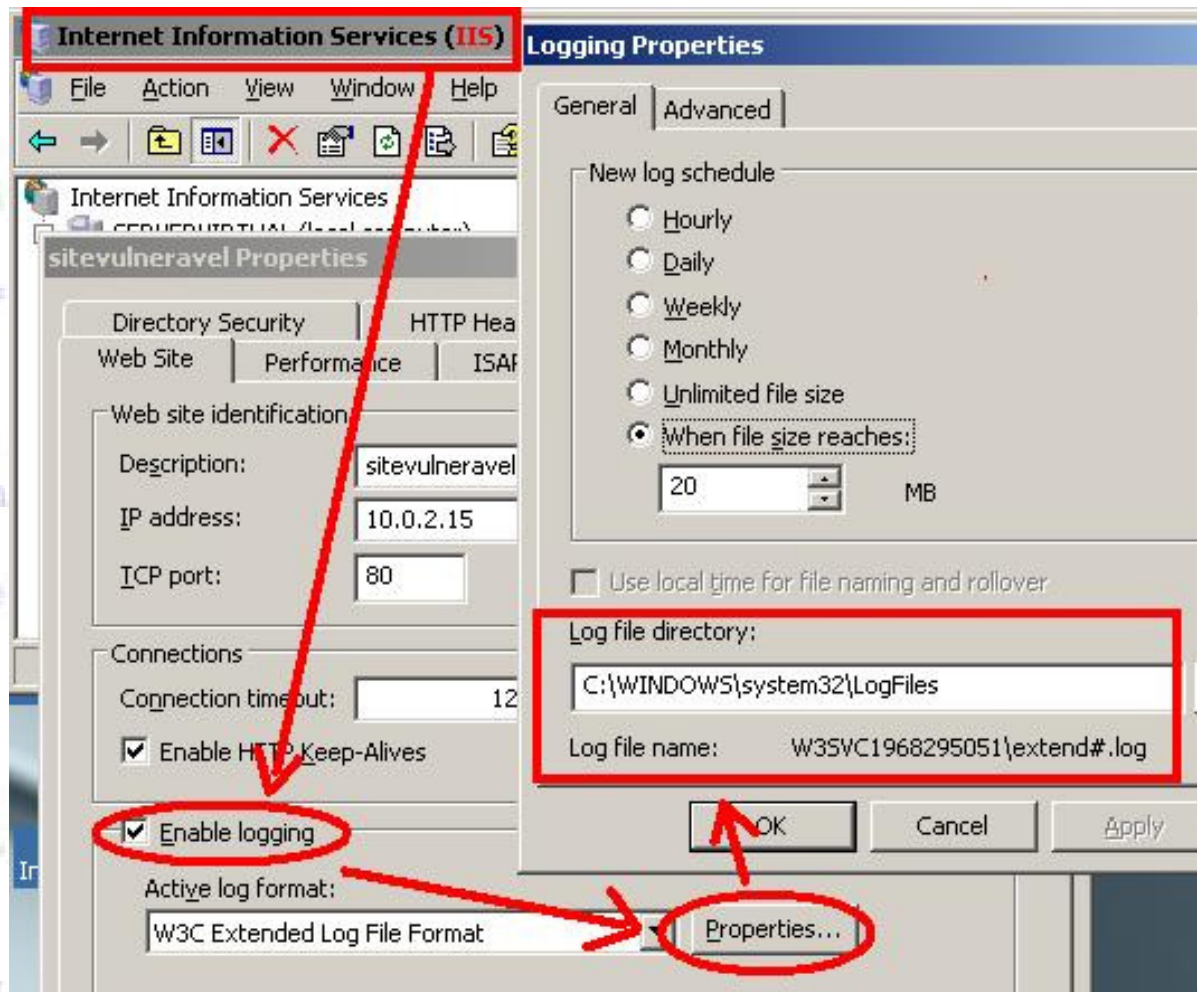 Internet Information Services (IIS)
File Action View Window Help
Internet Information Services
sitevulneravel Properties
Directory Security
Web Site Performance
Web site identification
Description: sitevulneravel
IP address: 10.0.2.15
TCP port: 80
Connections
Connection timeout: 12
Enable HTTP Keep-Alives
Enable logging
Active log format:
W3C Extended Log File Format
Properties...
Logging Properties
General Advanced
New log schedule
Hourly
Daily
Weekly
Monthly
Unlimited file size
When file size reaches:
20 MB
Use local time for file naming and rollover
Log file directory:
C:\WINDOWS\system32\LogFiles
Log file name: W3SVC1968295051\extend#.log
OK Cancel Apply